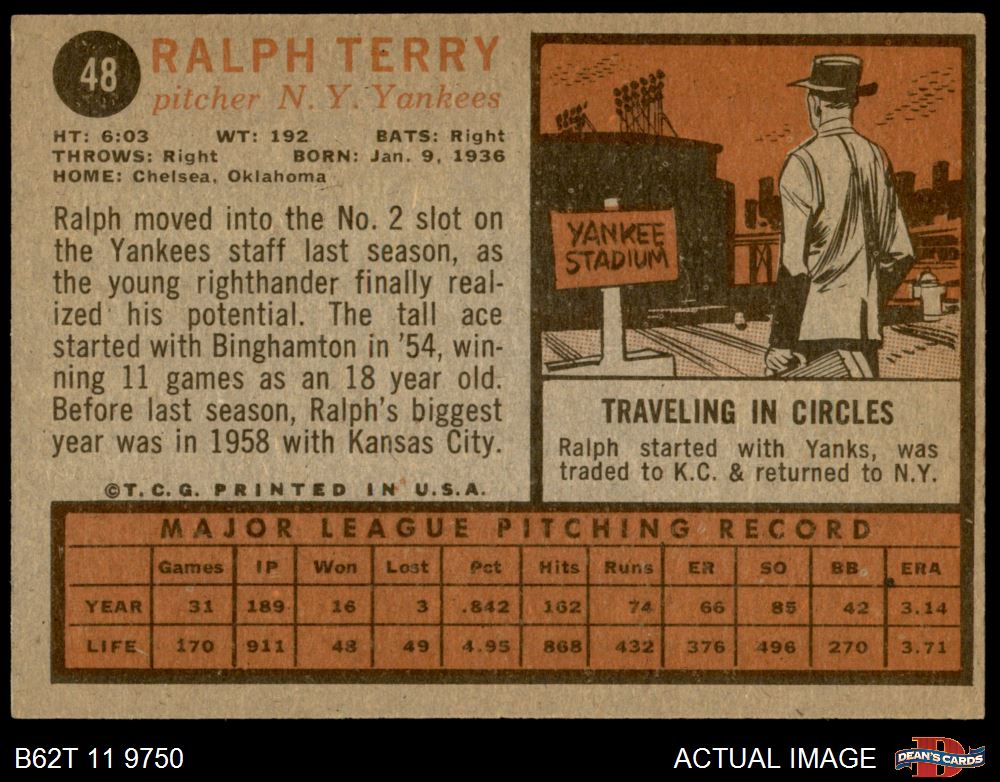 48
RALPH TERRY
pitcher N. Y. Yankees
HT: 6:03 WT: 192 BATS: Right
THROWS: Right BORN: Jan. 9, 1936
HOME: Chelsea, Oklahoma
Ralph moved into the No. 2 slot on
the Yankees staff last season, as
the young righthander finally real-
ized his potential. The tall ace
started with Binghamton in '54, win-
ning 11 games as an 18 year old.
Before last season, Ralph's biggest
year was in 1958 with Kansas City.
©T. C. G. PRINTED IN U.S.A.
YANKEE
STADIUM
TRAVELING IN CIRCLES
Ralph started with Yanks, was
traded to K.C. & returned to N.Y.
MAJOR LEAGUE PITCHING RECORD
Games IP Won Lost Pct Hits Runs ER SO BB ERA
YEAR 31 189 16 3 .842 162 74 66 85 42 3.14
LIFE 170 911 48 49 4.95 868 432 376 496 270 3.71
B62T 11 9750
ACTUAL IMAGE
D
DEAN'S CARDS